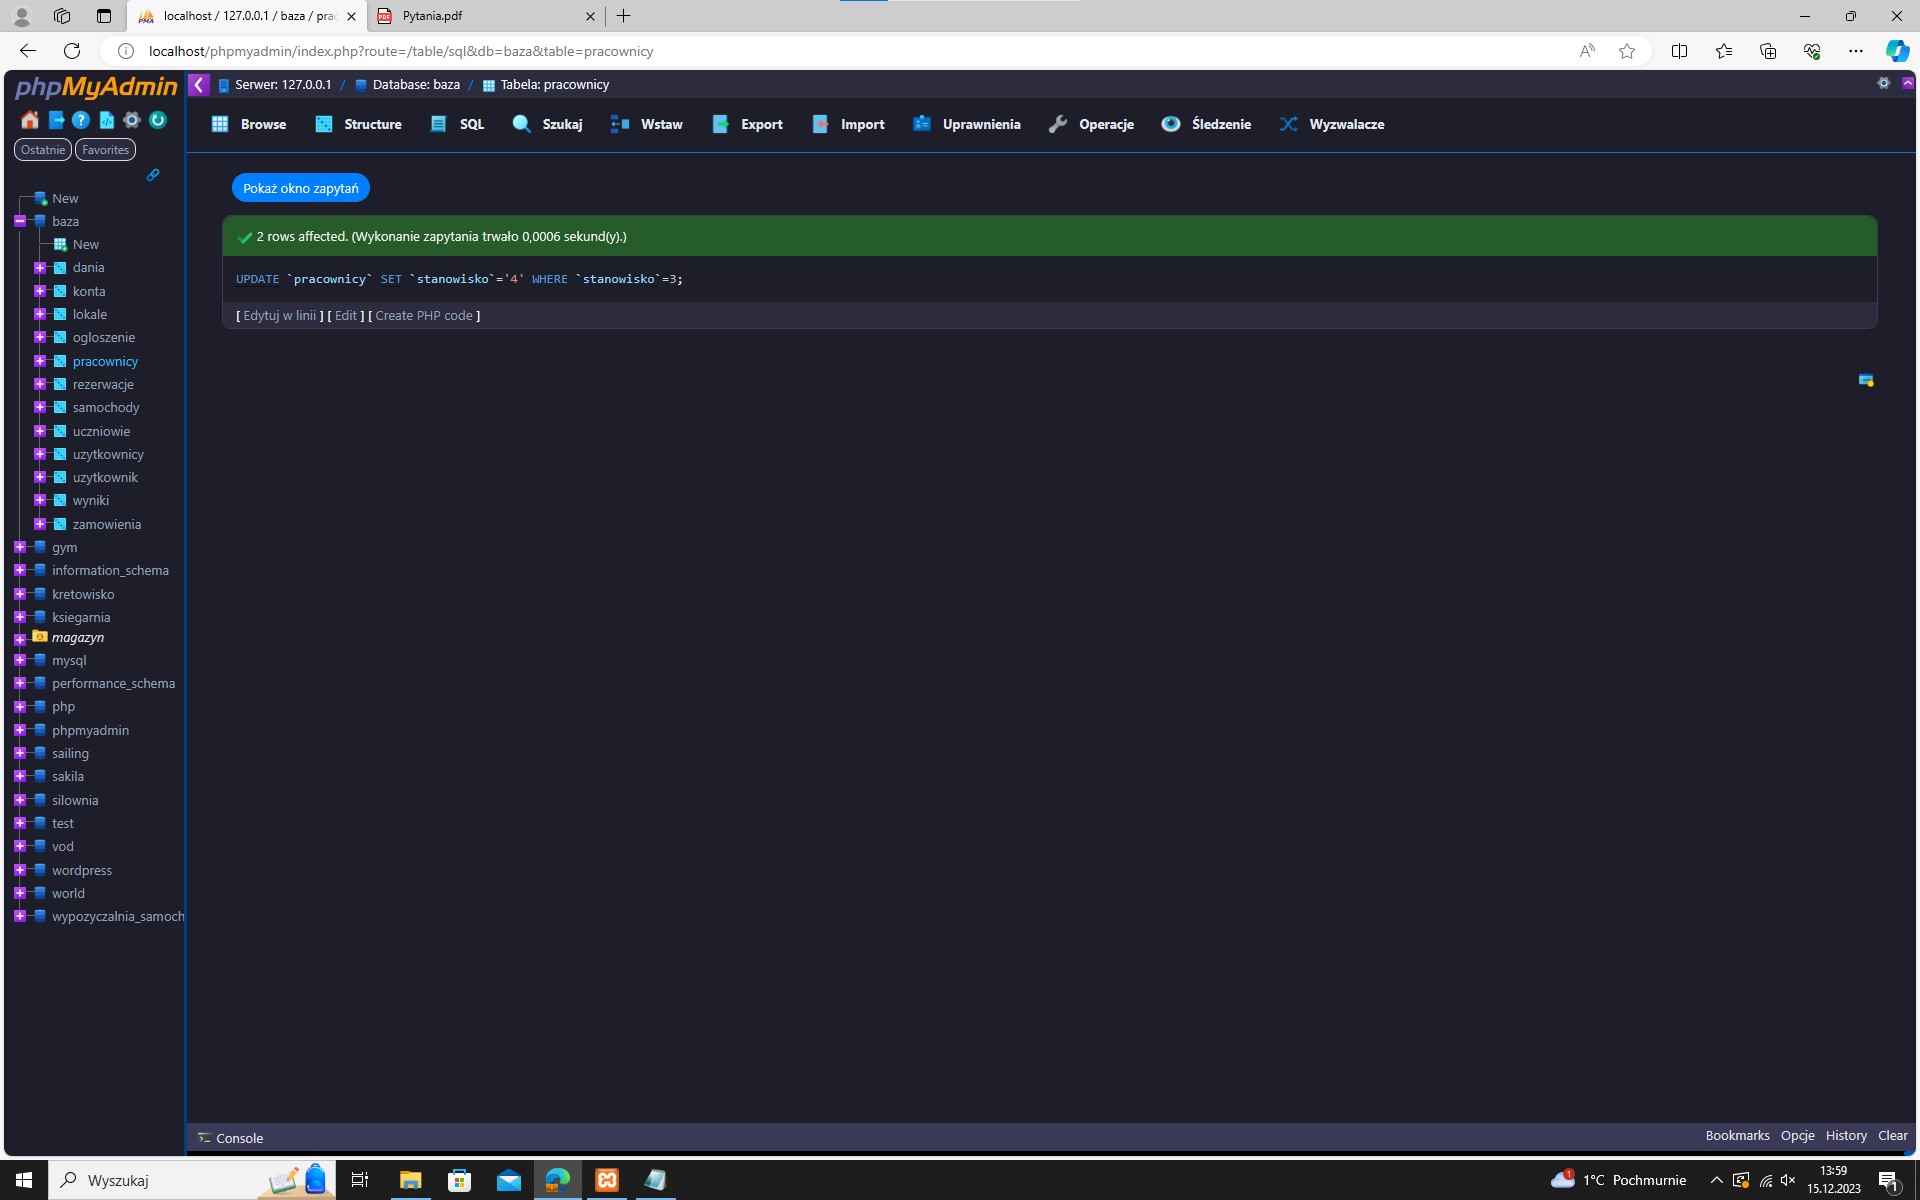 localhost / 127.0.0.1 / baza / prac
Pytania.pdf
localhost/phpmyadmin/index.php?route=/table/sql&db=baza&table=pracownicy
phpMyAdmin
Ostatnie
Favorites
New
baza
New
dania
konta
lokale
ogloszenie
pracownicy
rezerwacje
samochody
uczniowie
uzytkownicy
uzytkownik
wyniki
zamowienia
gym
information_schema
kretowisko
ksiegarnia
magazyn
mysql
performance_schema
php
phpmyadmin
sailing
sakila
silownia
test
vod
wordpress
world
wypozyczalnia_samoch
Serwer: 127.0.0.1 / Database: baza / Tabela: pracownicy
Browse Structure SQL Szukaj Wstaw Export Import Uprawnienia Operacje Śledzenie Wyzwalacze
Pokaż okno zapytań
2 rows affected. (Wykonanie zapytania trwało 0,0006 sekund(y).)
UPDATE `pracownicy` SET `stanowisko`='4' WHERE `stanowisko`=3;
[ Edytuj w linii ] [ Edit ] [ Create PHP code ]
Console
Bookmarks Opcje History Clear
Wyszukaj
1
1°C Pochmurnie
13:59
15.12.2023
1